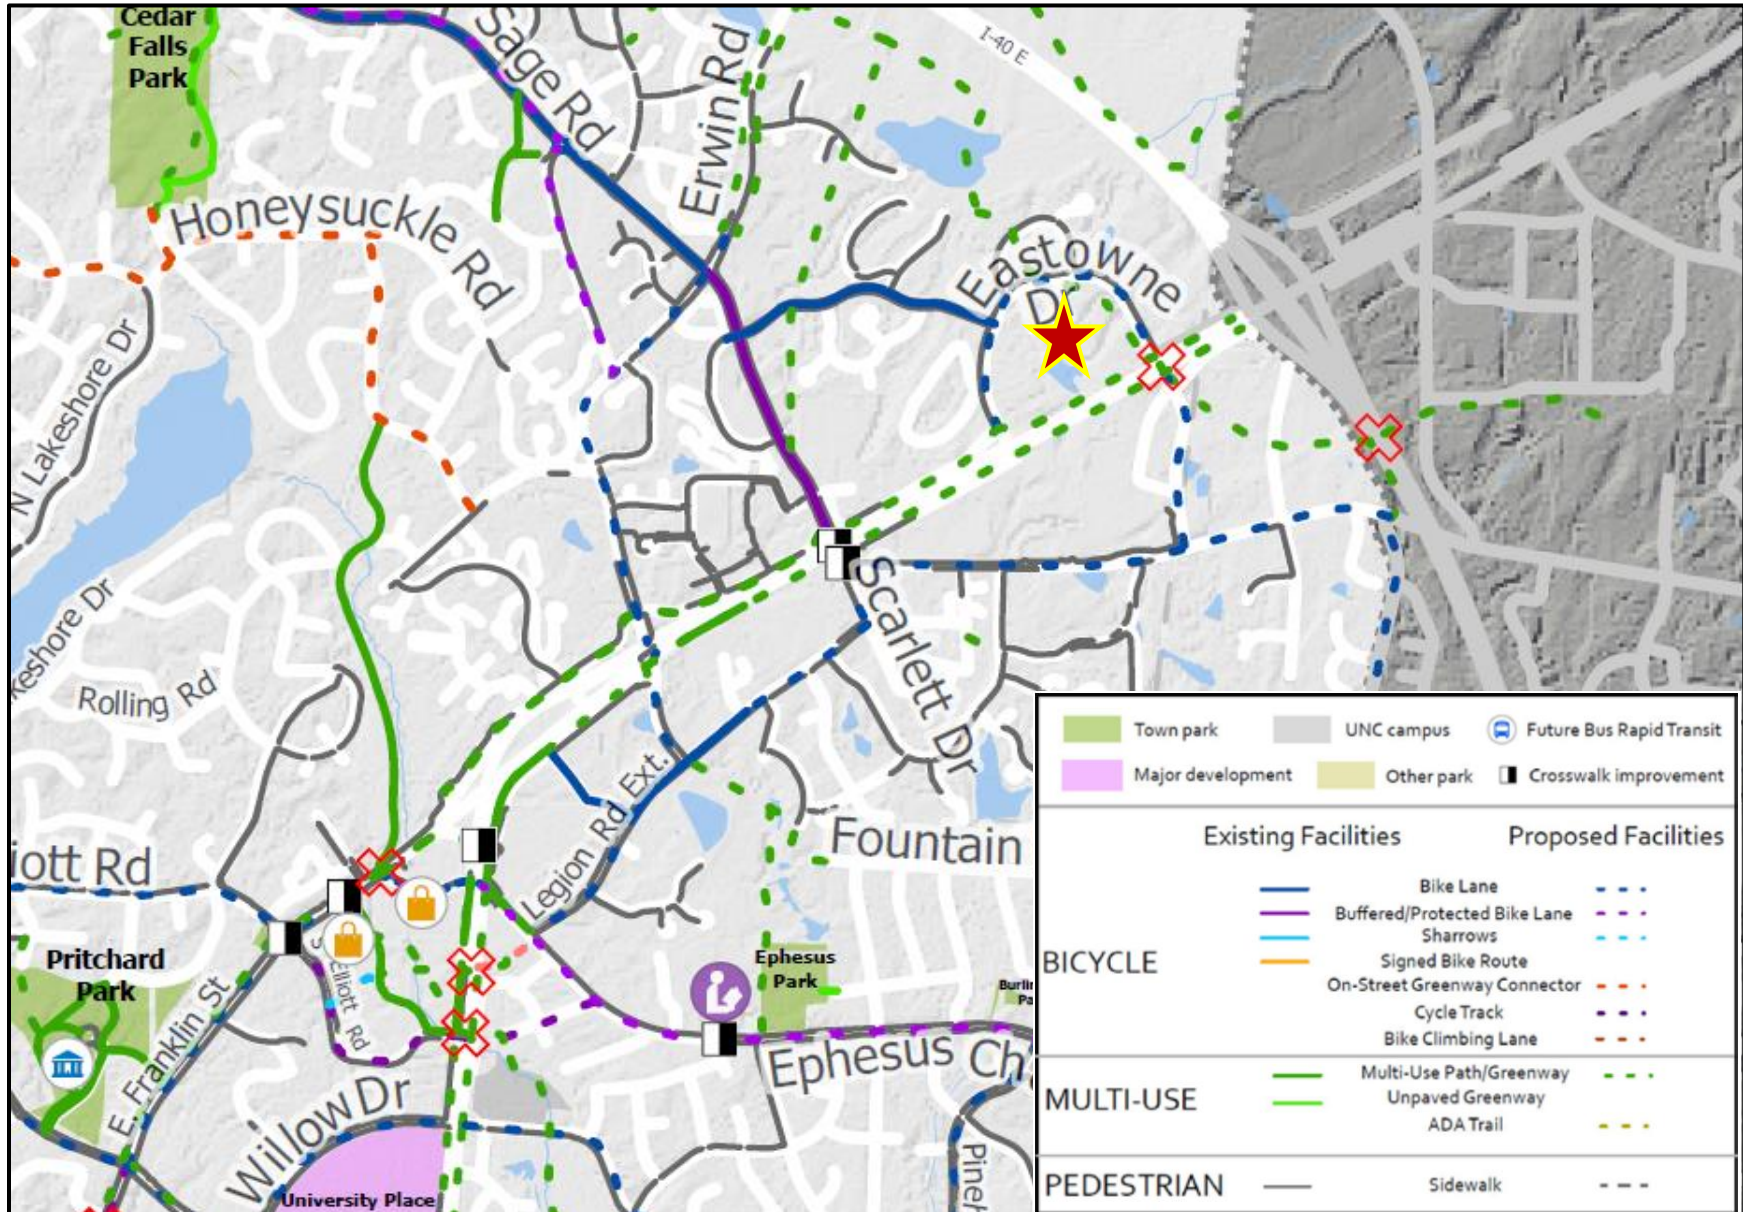 Cedar
Falls
Park
Sage Rd
Erwin Rd
I-40 E
Honeysuckle Rd
Eastowne
Dr
N Lakeshore Dr
keshore Dr
Rolling Rd
Scarlett Dr
Legion Rd Ext.
Fountain
iott Rd
Pritchard
Park
Elliott Rd
E. Franklin St
Ephesus
Park
Ephesus Ch
Willow Dr
University Place
Town park
UNC campus
Future Bus Rapid Transit
Major development
Other park
Crosswalk improvement
Existing Facilities
Proposed Facilities
BICYCLE
Bike Lane
Buffered/Protected Bike Lane
Sharrows
Signed Bike Route
On-Street Greenway Connector
Cycle Track
Bike Climbing Lane
MULTI-USE
Multi-Use Path/Greenway
Unpaved Greenway
ADA Trail
PEDESTRIAN
Sidewalk